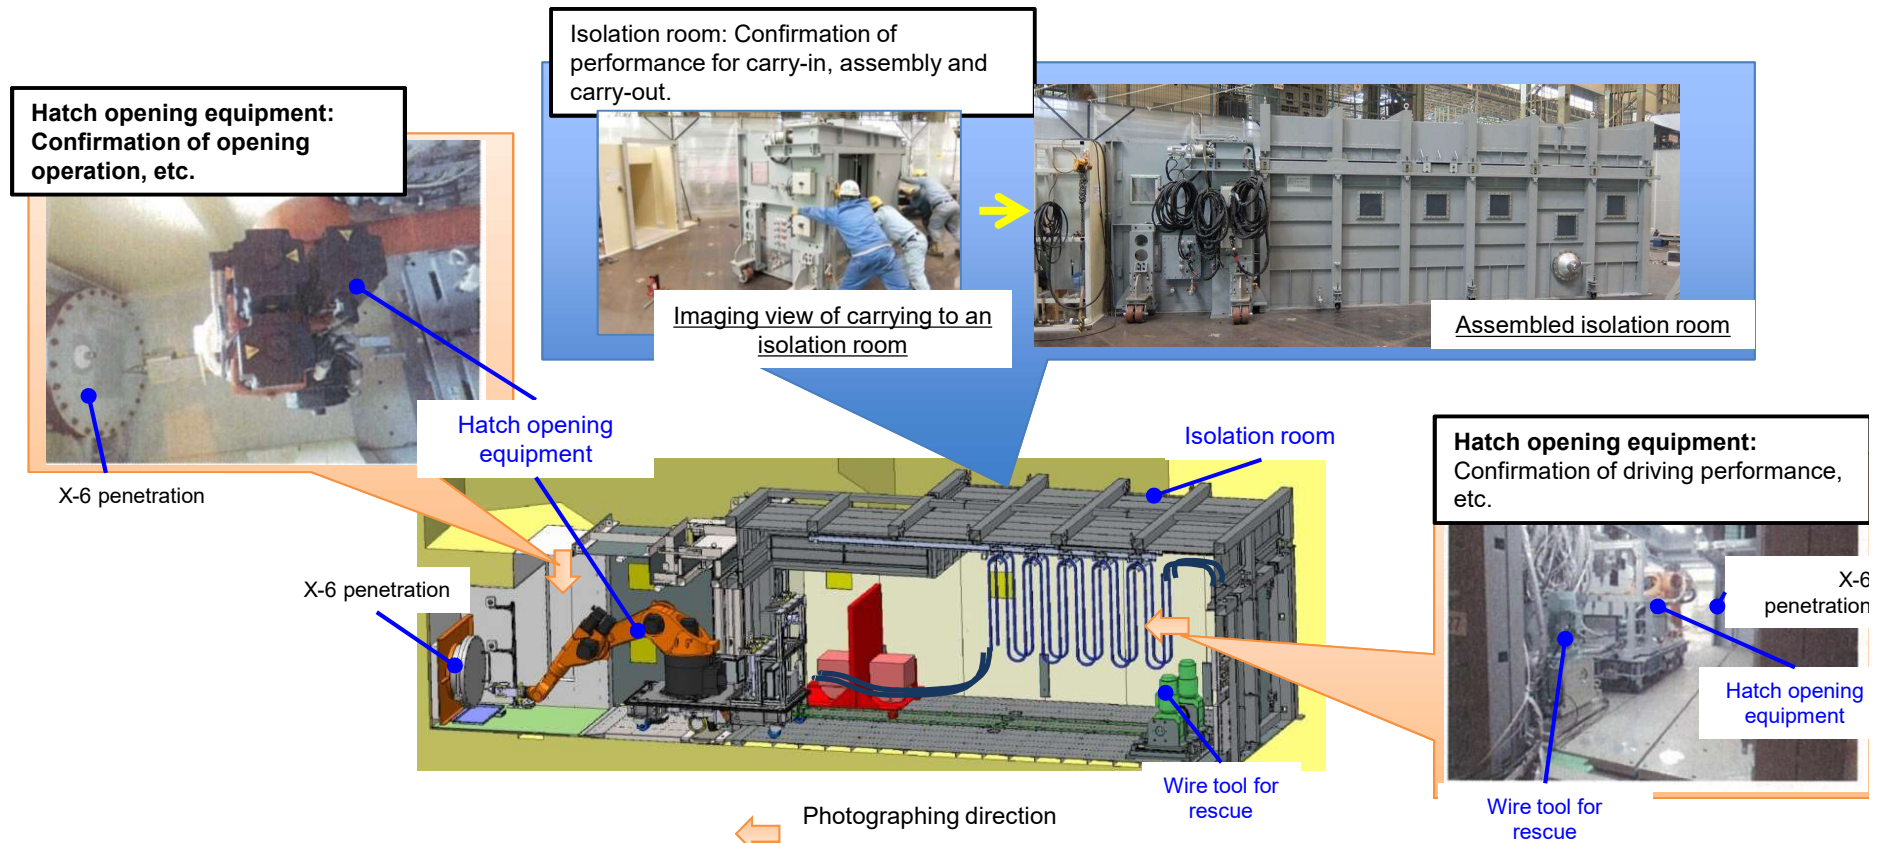 Isolation room: Confirmation of
performance for carry-in, assembly and
carry-out.
Hatch opening equipment:
Confirmation of opening
operation, etc.
Imaging view of carrying to an
isolation room
Assembled isolation room
Hatch opening
equipment
X-6 penetration
Isolation room
Hatch opening equipment:
Confirmation of driving performance,
etc.
X-6 penetration
X-6
penetration
Hatch opening
equipment
Wire tool for
rescue
Wire tool for
rescue
Photographing direction